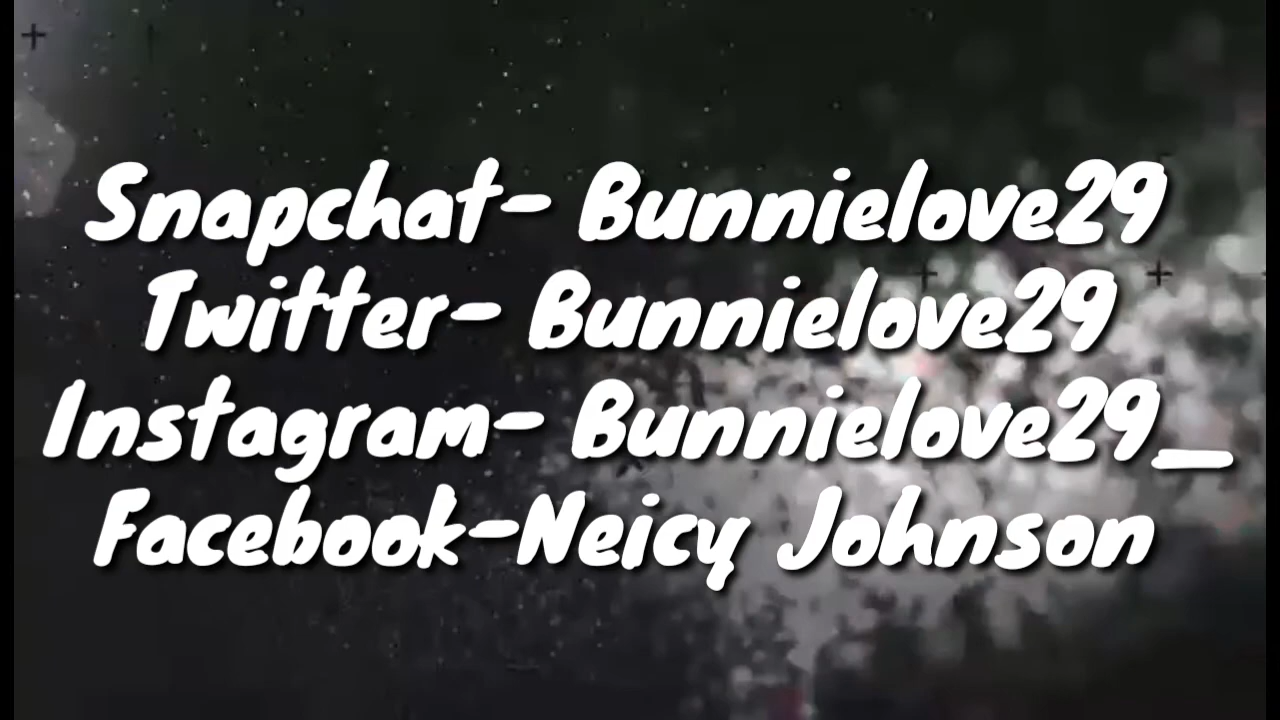 Snapchat- Bunnielove29
Twitter- Bunnielove29
Instagram- Bunnielove29_
Facebook-Neicy Johnson